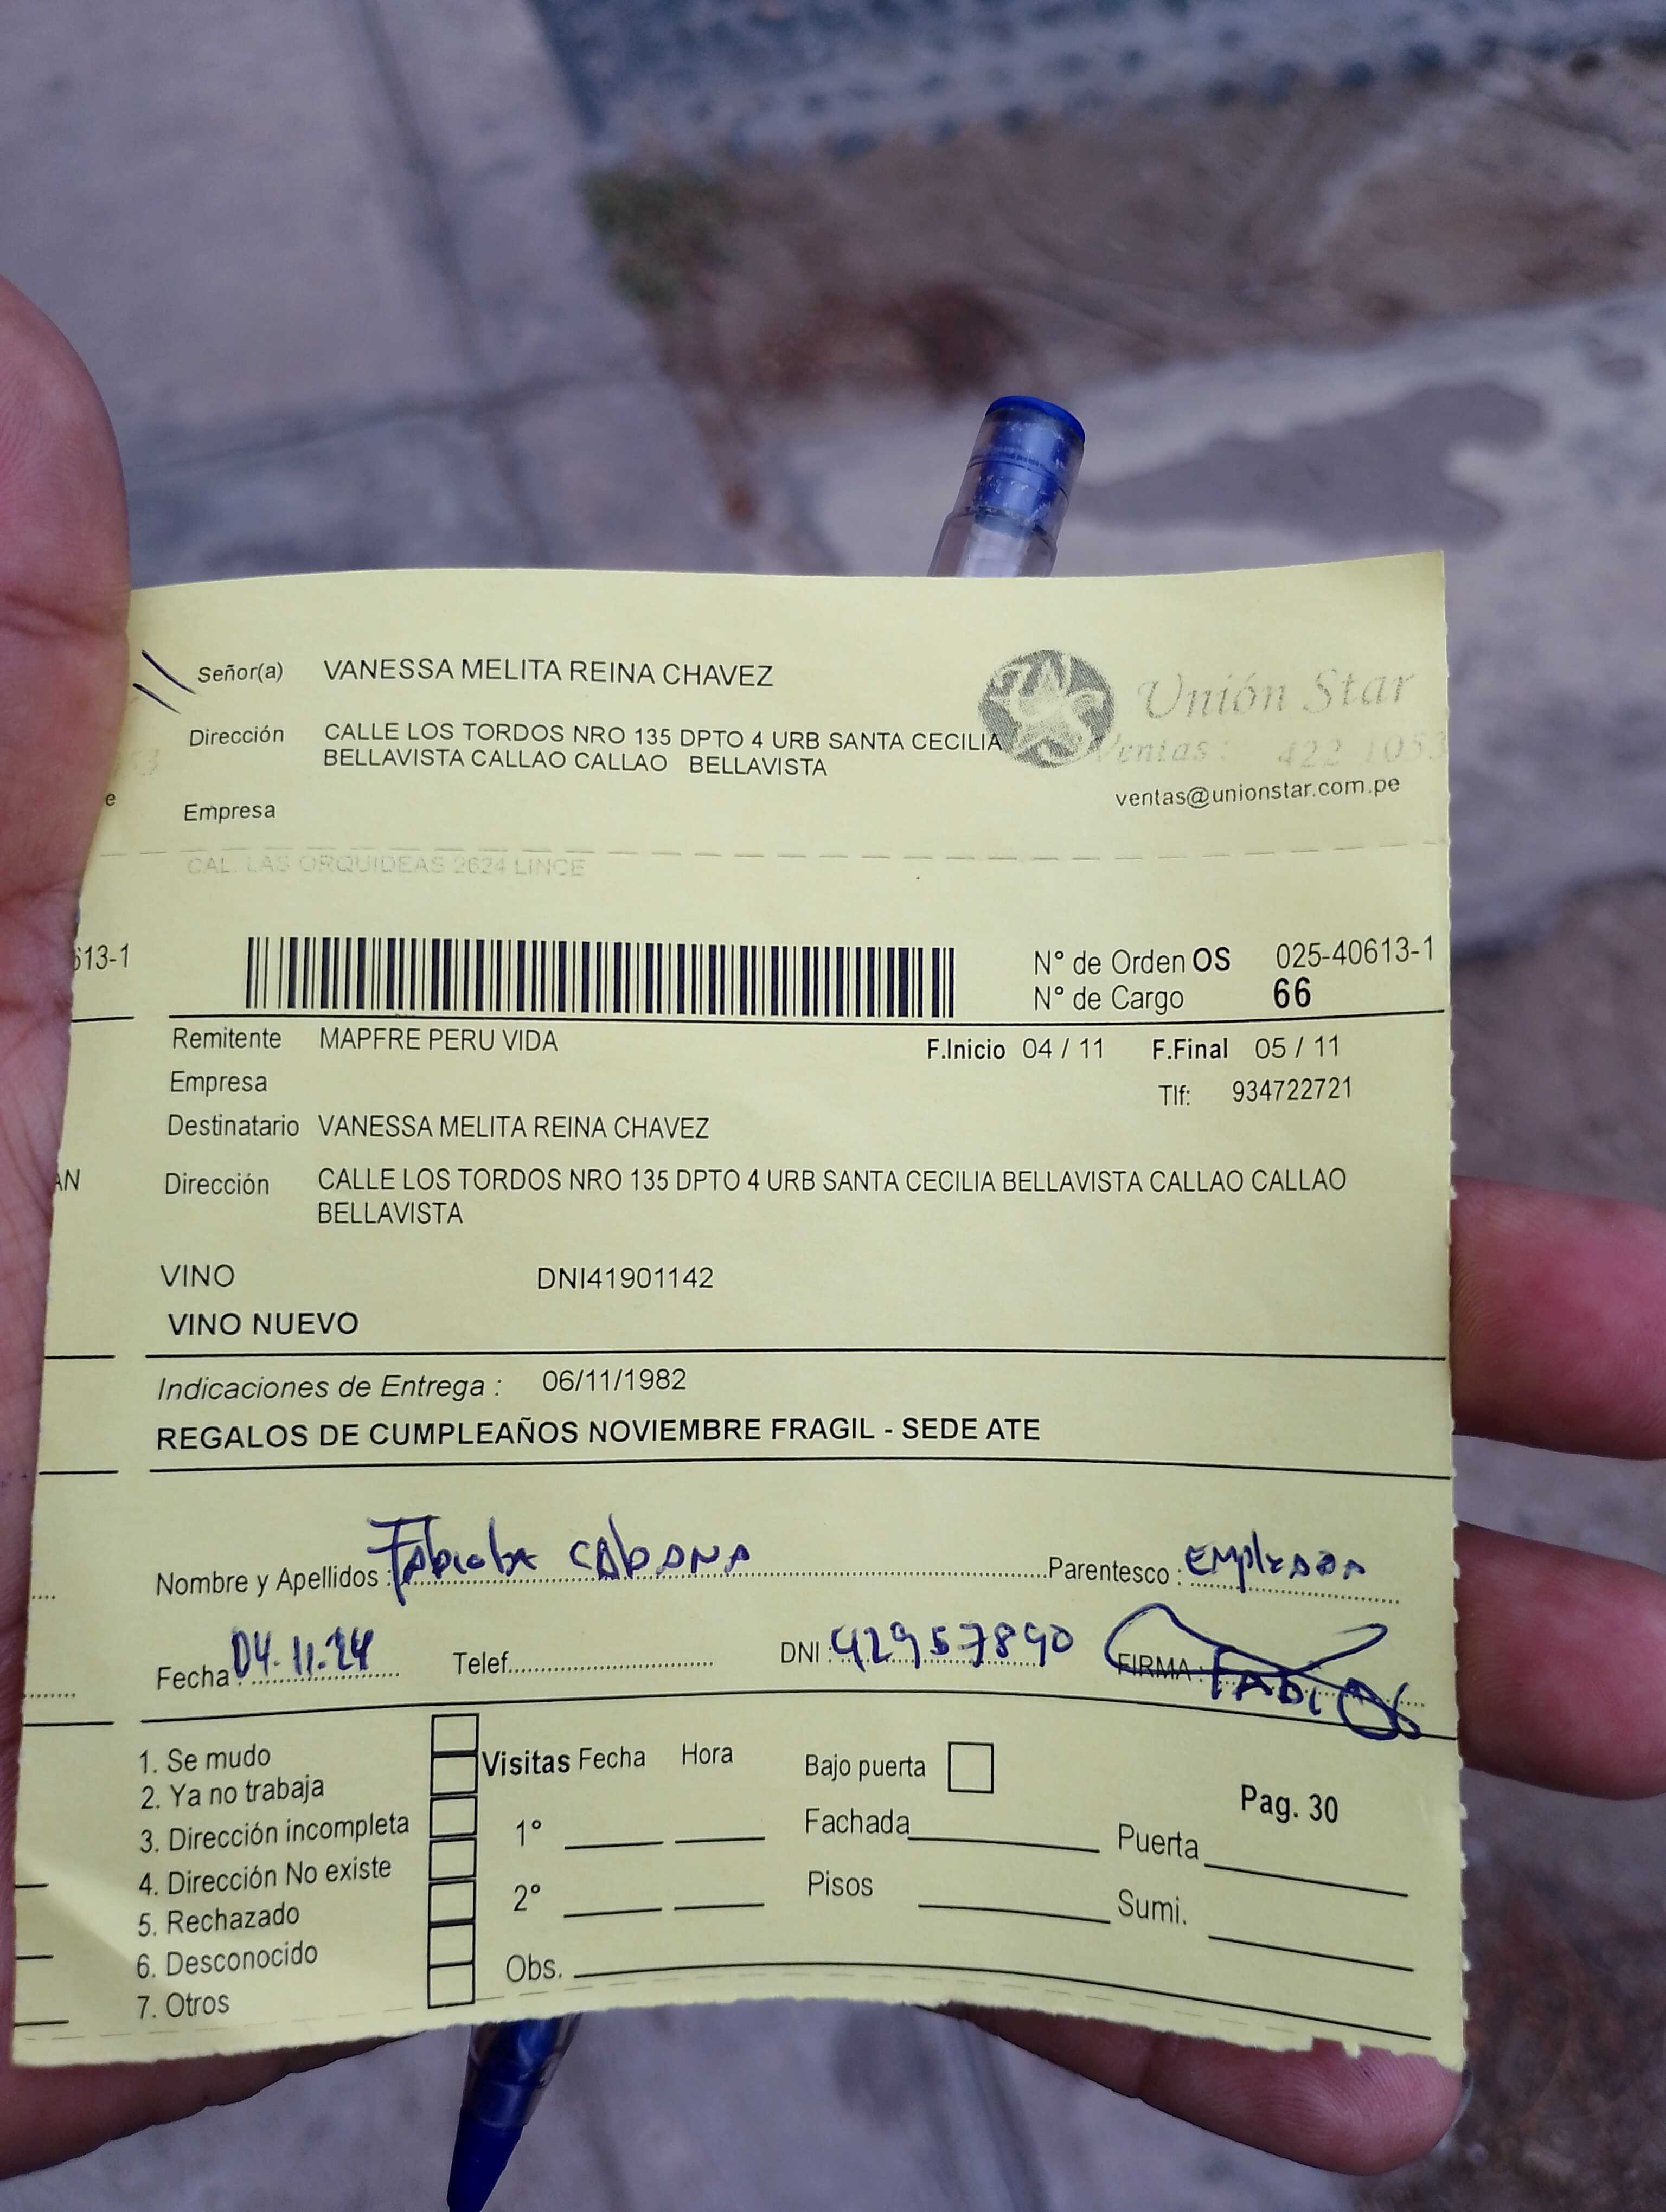 Señor(a) VANESSA MELITA REINA CHAVEZ
Unión Star
Dirección CALLE LOS TORDOS NRO 135 DPTO 4 URB SANTA CECILIA
BELLAVISTA CALLAO CALLAO BELLAVISTA
Ventas: 422 1053
ventas@unionstar.com.pe
53
e
Empresa
CAL. LAS ORQUIDEAS 2624 LINCE
613-1
N° de Orden OS 025-40613-1
N° de Cargo 66
Remitente MAPFRE PERU VIDA F.Inicio 04 / 11 F.Final 05 / 11
Empresa Tlf: 934722721
Destinatario VANESSA MELITA REINA CHAVEZ
AN
Dirección CALLE LOS TORDOS NRO 135 DPTO 4 URB SANTA CECILIA BELLAVISTA CALLAO CALLAO
BELLAVISTA
VINO DNI41901142
VINO NUEVO
Indicaciones de Entrega : 06/11/1982
REGALOS DE CUMPLEAÑOS NOVIEMBRE FRAGIL - SEDE ATE
Nombre y Apellidos : Fabiola CABANA Parentesco : EMPLEADA
Fecha : 04.11.24 Telef. DNI : 42957890 FIRMA : FABIOL
1. Se mudo
2. Ya no trabaja
3. Dirección incompleta
4. Dirección No existe
5. Rechazado
6. Desconocido
7. Otros
Visitas Fecha Hora
1°
2°
Obs.
Bajo puerta
Fachada
Pisos
Pag. 30
Puerta
Sumi.